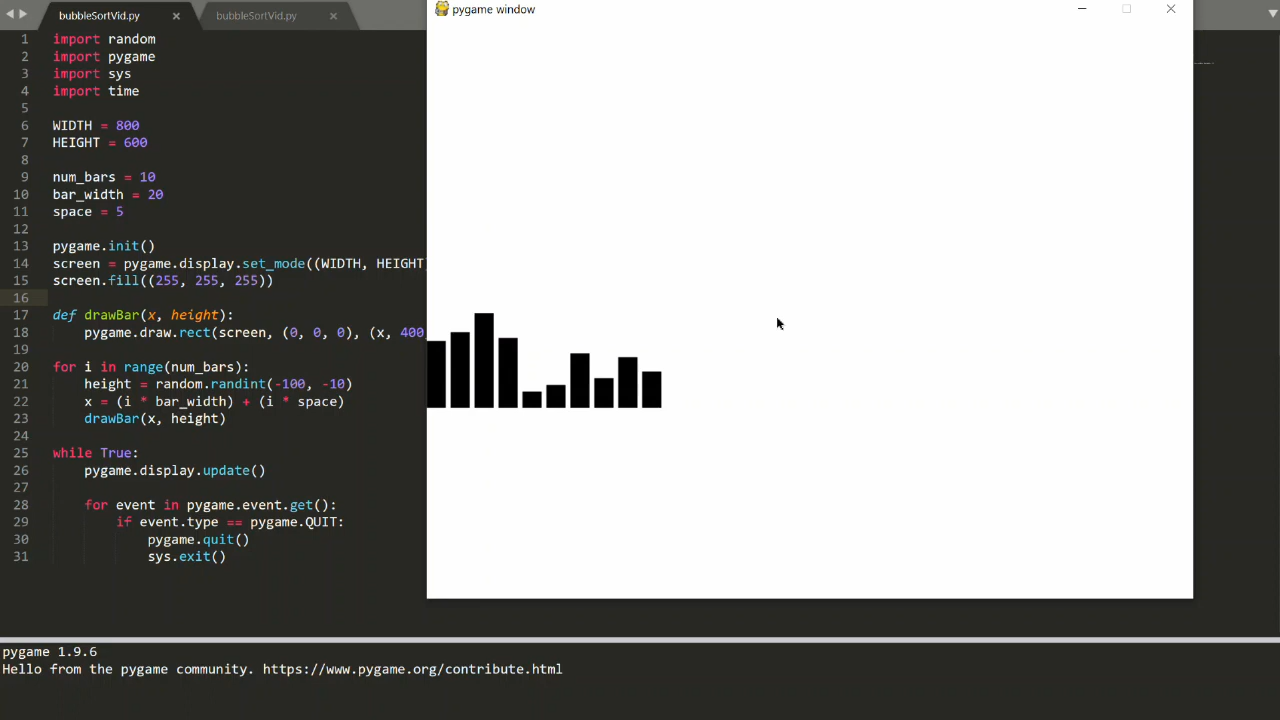 bubbleSortVid.py × bubbleSortVid.py ×
pygame window
1 import random
2 import pygame
3 import sys
4 import time
5
6 WIDTH = 800
7 HEIGHT = 600
8
9 num_bars = 10
10 bar_width = 20
11 space = 5
12
13 pygame.init()
14 screen = pygame.display.set_mode((WIDTH, HEIGHT
15 screen.fill((255, 255, 255))
16
17 def drawBar(x, height):
18 pygame.draw.rect(screen, (0, 0, 0), (x, 400
19
20 for i in range(num_bars):
21 height = random.randint(-100, -10)
22 x = (i * bar_width) + (i * space)
23 drawBar(x, height)
24
25 while True:
26 pygame.display.update()
27
28 for event in pygame.event.get():
29 if event.type == pygame.QUIT:
30 pygame.quit()
31 sys.exit()
pygame 1.9.6
Hello from the pygame community. https://www.pygame.org/contribute.html